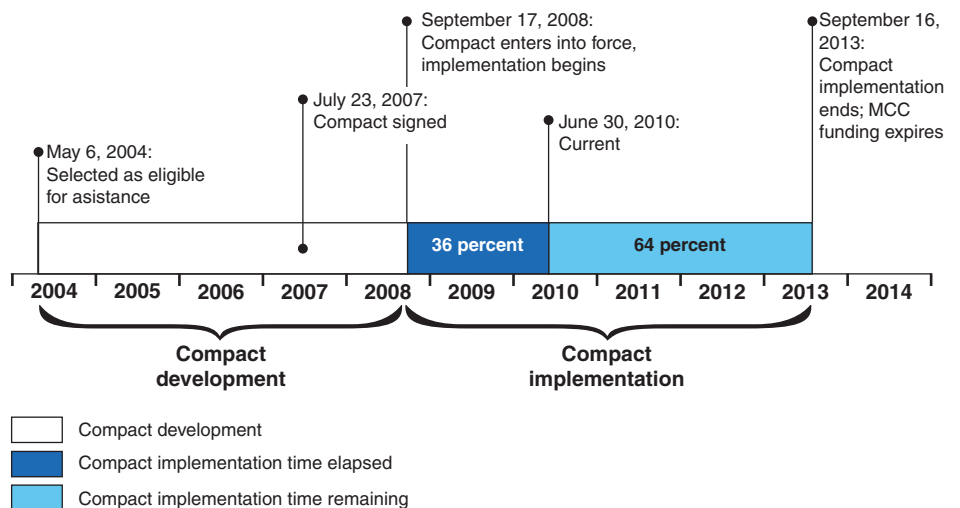 September 17, 2008:
Compact enters into force,
implementation begins
September 16,
2013:
Compact
implementation
ends; MCC
funding expires
July 23, 2007:
Compact signed
June 30, 2010:
Current
May 6, 2004:
Selected as eligible
for asistance
36 percent
64 percent
2004 2005 2006 2007 2008 2009 2010 2011 2012 2013 2014
Compact
development
Compact
implementation
Compact development
Compact implementation time elapsed
Compact implementation time remaining